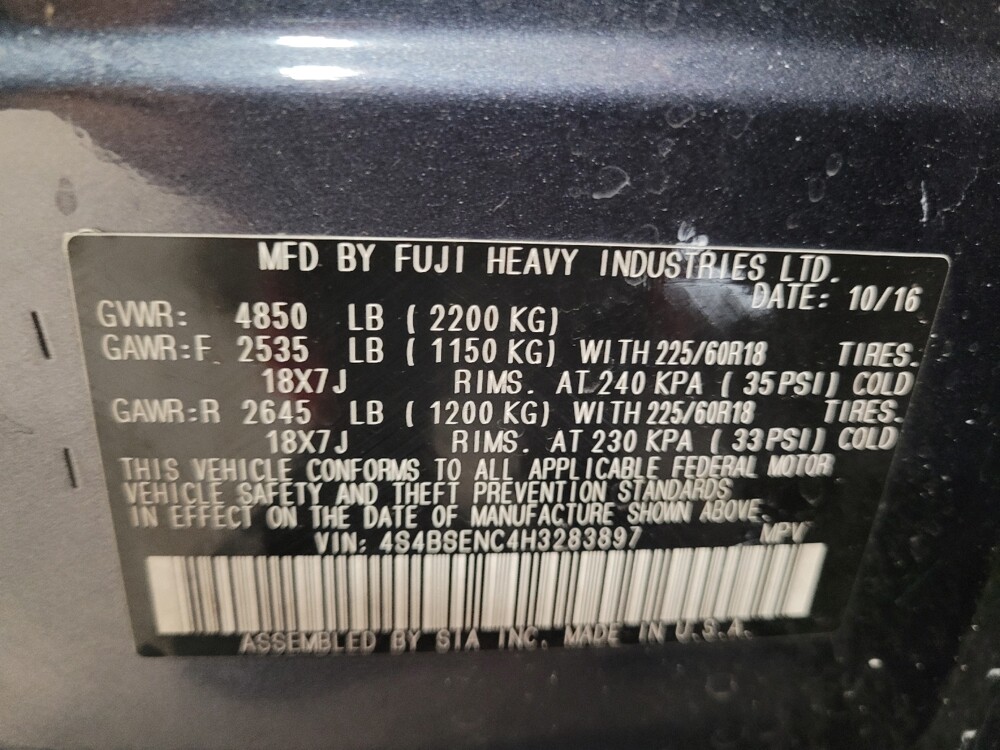 MFD BY FUJI HEAVY INDUSTRIES LTD.
DATE: 10/16
GVWR: 4850 LB ( 2200 KG)
GAWR:F 2535 LB ( 1150 KG) WITH 225/60R18 TIRES.
18X7J RIMS. AT 240 KPA ( 35 PSI) COLD
GAWR:R 2645 LB ( 1200 KG) WITH 225/60R18 TIRES.
18X7J RIMS. AT 230 KPA ( 33 PSI) COLD
THIS VEHICLE CONFORMS TO ALL APPLICABLE FEDERAL MOTOR
VEHICLE SAFETY AND THEFT PREVENTION STANDARDS
IN EFFECT ON THE DATE OF MANUFACTURE SHOWN ABOVE.
VIN: 4S4BSENC4H3283897 MPV
ASSEMBLED BY SIA INC. MADE IN U.S.A.